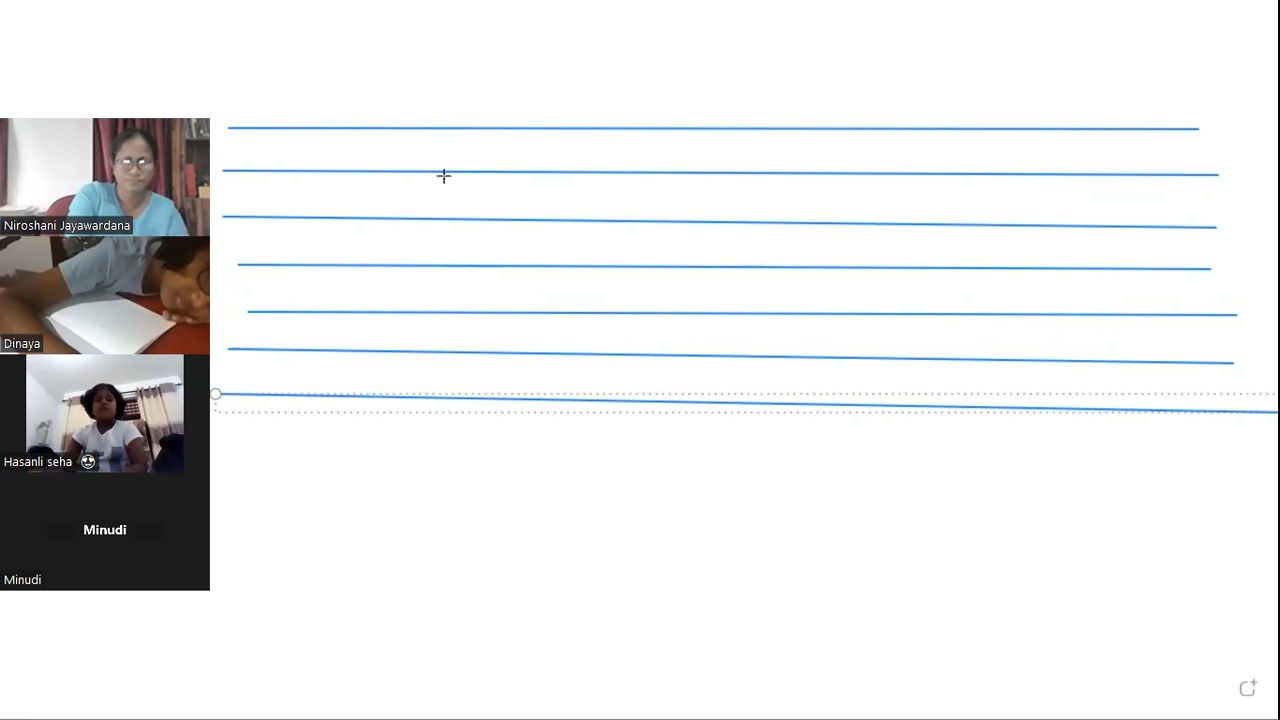 Niroshani Jayawardana
Dinaya
Hasanli seha 😍
Minudi
Minudi